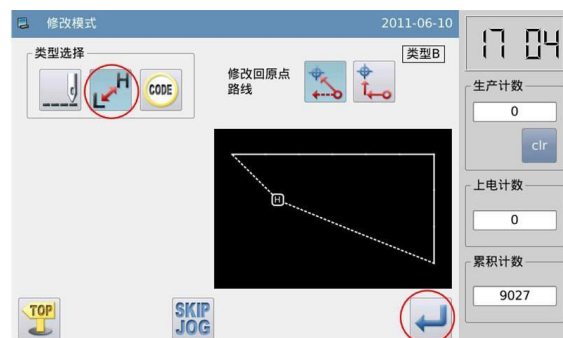 修改模式
2011-06-10
17 04
类型选择
L H
CODE
修改回原点
路线
类型B
生产计数
0
clr
上电计数
0
H
累积计数
9027
TOP
SKIP
JOG